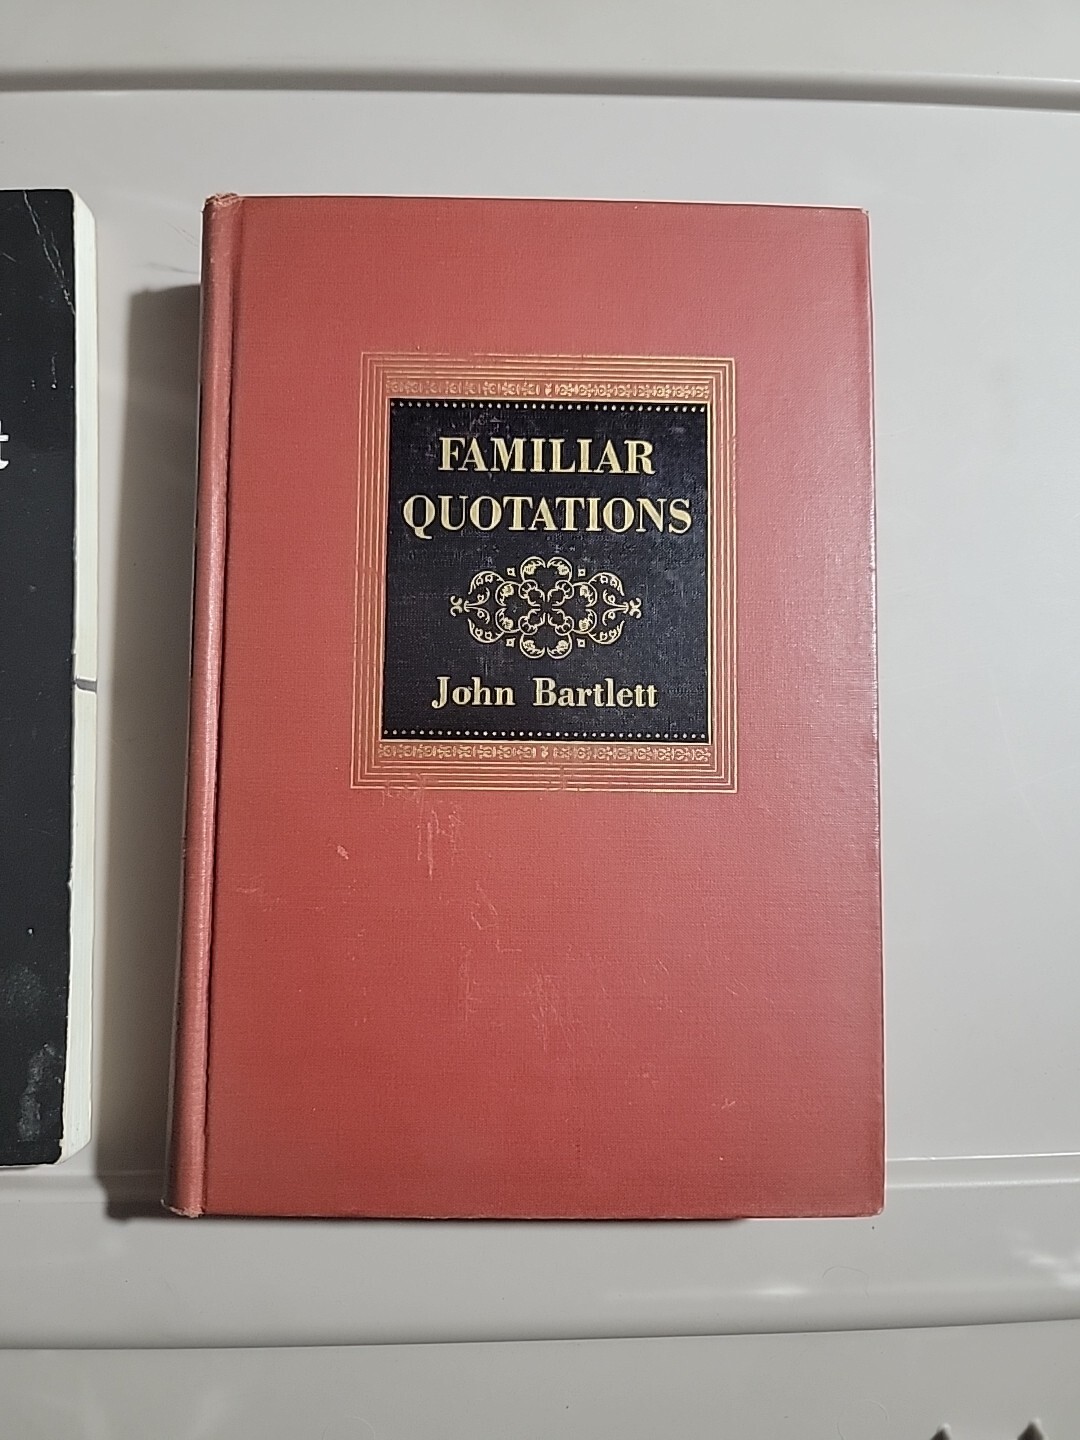 t
FAMILIAR
QUOTATIONS
John Bartlett